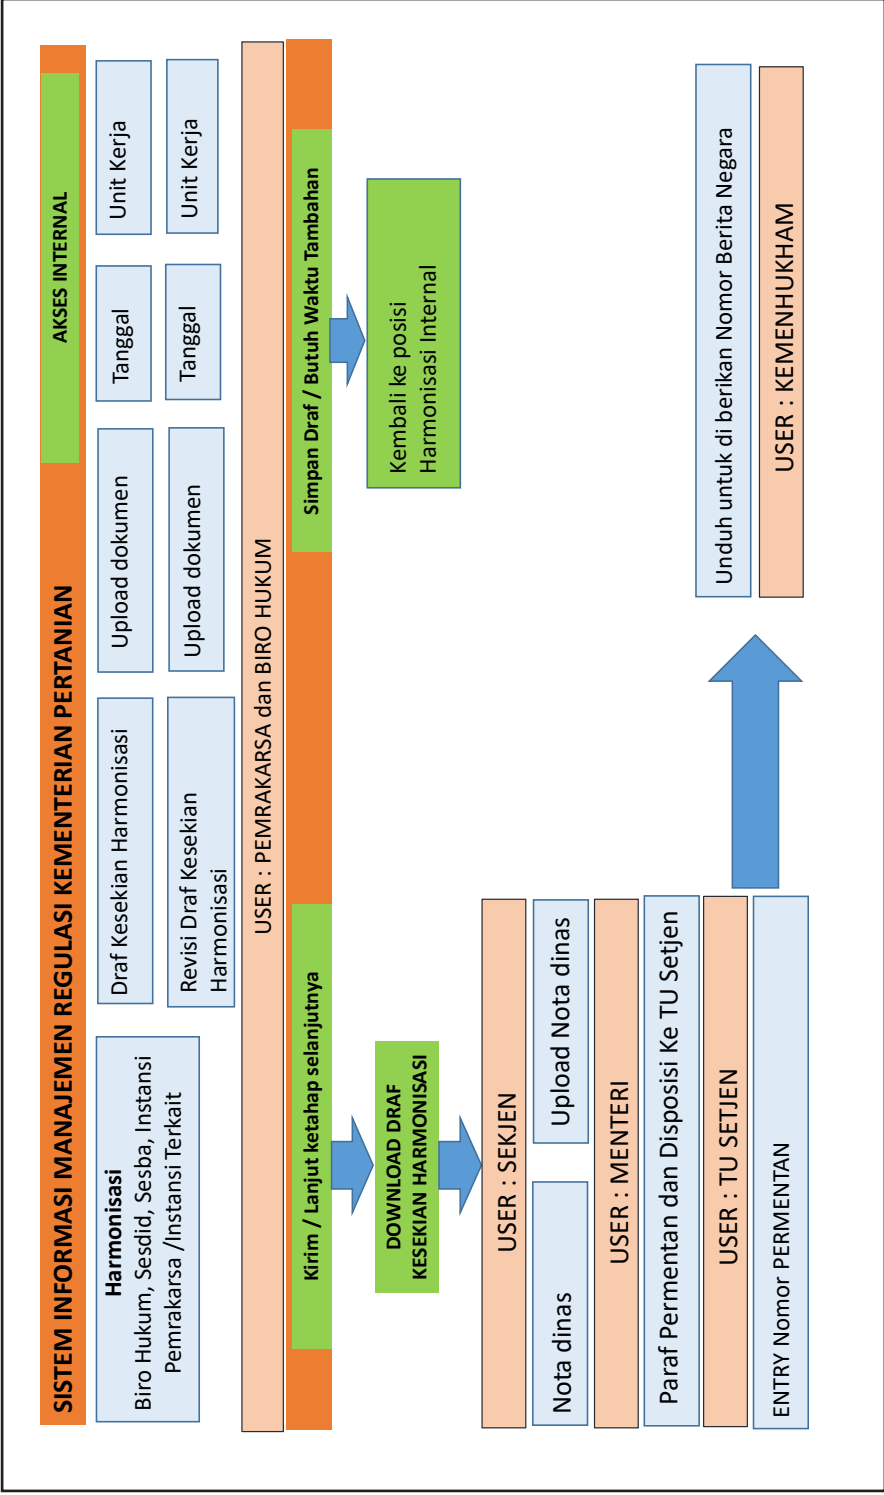 SISTEM INFORMASI MANAJEMEN REGULASI KEMENTERIAN PERTANIAN
AKSES INTERNAL
Harmonisasi
Biro Hukum, Sesdid, Sesba, Instansi
Pemrakarsa /Instansi Terkait
Draf Kesekian Harmonisasi
Upload dokumen
Tanggal
Unit Kerja
Revisi Draf Kesekian
Harmonisasi
Upload dokumen
Tanggal
Unit Kerja
USER : PEMRAKARSA dan BIRO HUKUM
Kirim / Lanjut ketahap selanjutnya
Simpan Draf / Butuh Waktu Tambahan
DOWNLOAD DRAF
KESEKIAN HARMONISASI
Kembali ke posisi
Harmonisasi Internal
USER : SEKJEN
Nota dinas
Upload Nota dinas
USER : MENTERI
Paraf Permentan dan Disposisi Ke TU Setjen
USER : TU SETJEN
ENTRY Nomor PERMENTAN
Unduh untuk di berikan Nomor Berita Negara
USER : KEMENHUKHAM